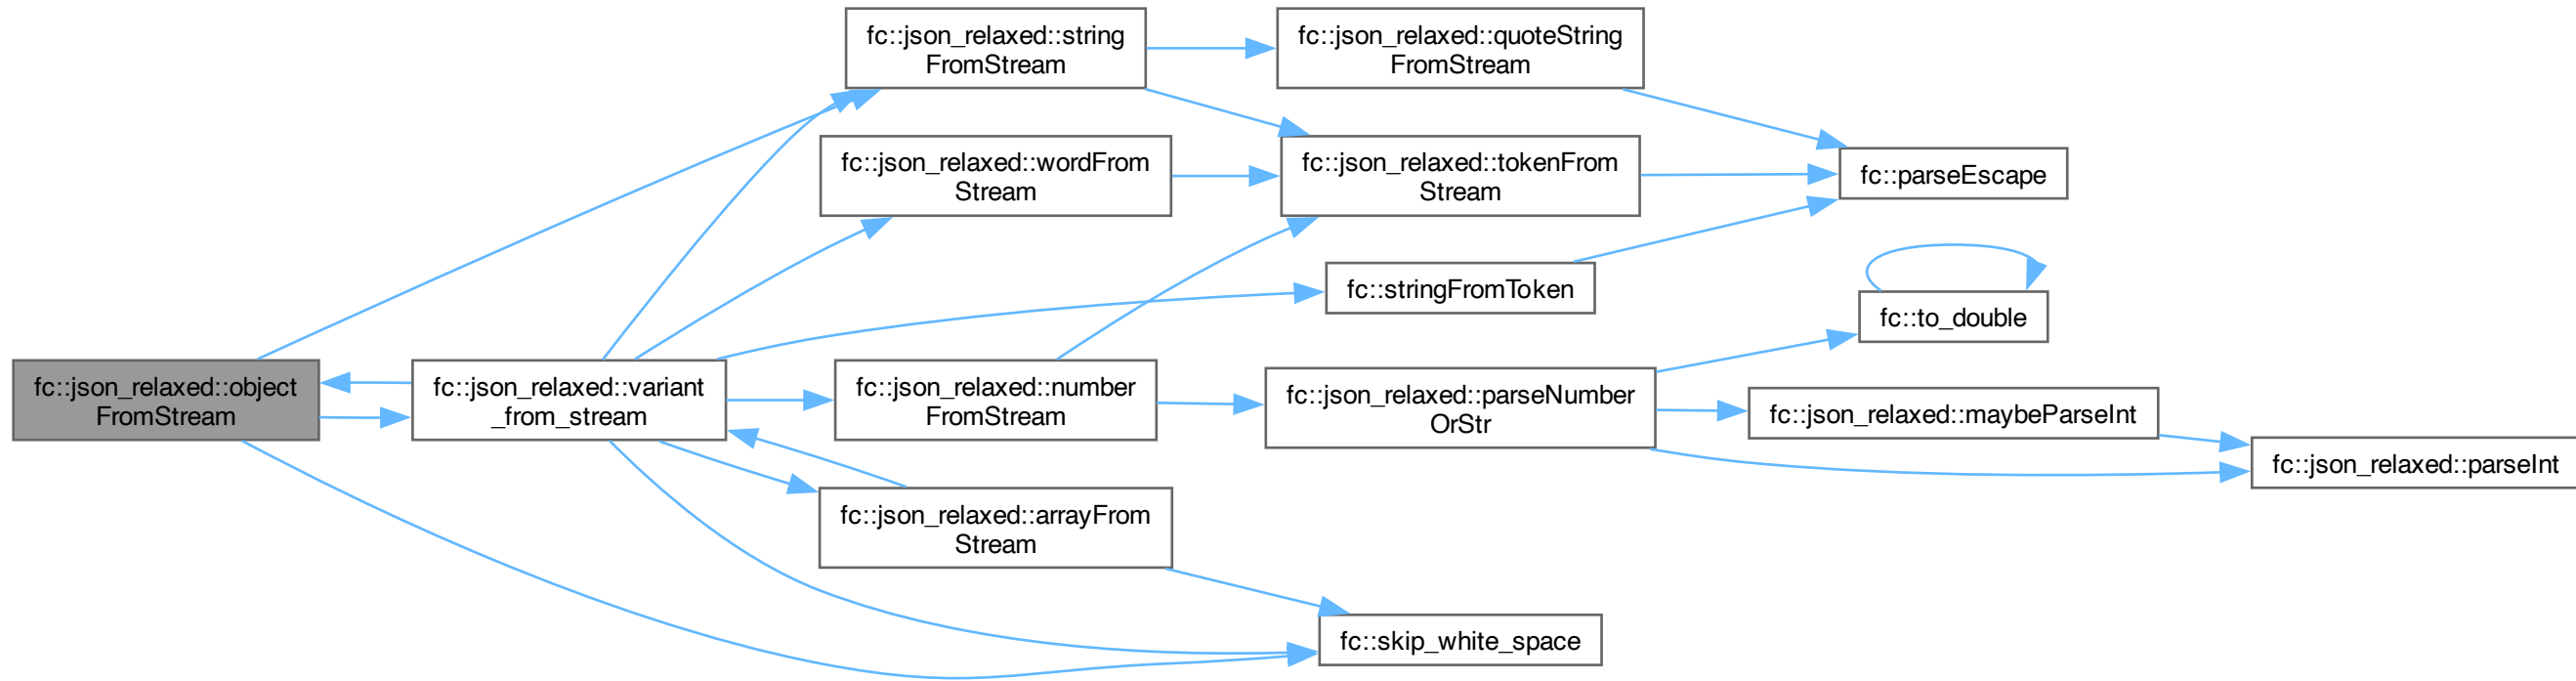 fc::json_relaxed::string
FromStream
fc::json_relaxed::quoteString
FromStream
fc::json_relaxed::wordFrom
Stream
fc::json_relaxed::tokenFrom
Stream
fc::parseEscape
fc::stringFromToken
fc::to_double
fc::json_relaxed::object
FromStream
fc::json_relaxed::variant
_from_stream
fc::json_relaxed::number
FromStream
fc::json_relaxed::parseNumber
OrStr
fc::json_relaxed::maybeParseInt
fc::json_relaxed::parseInt
fc::json_relaxed::arrayFrom
Stream
fc::skip_white_space